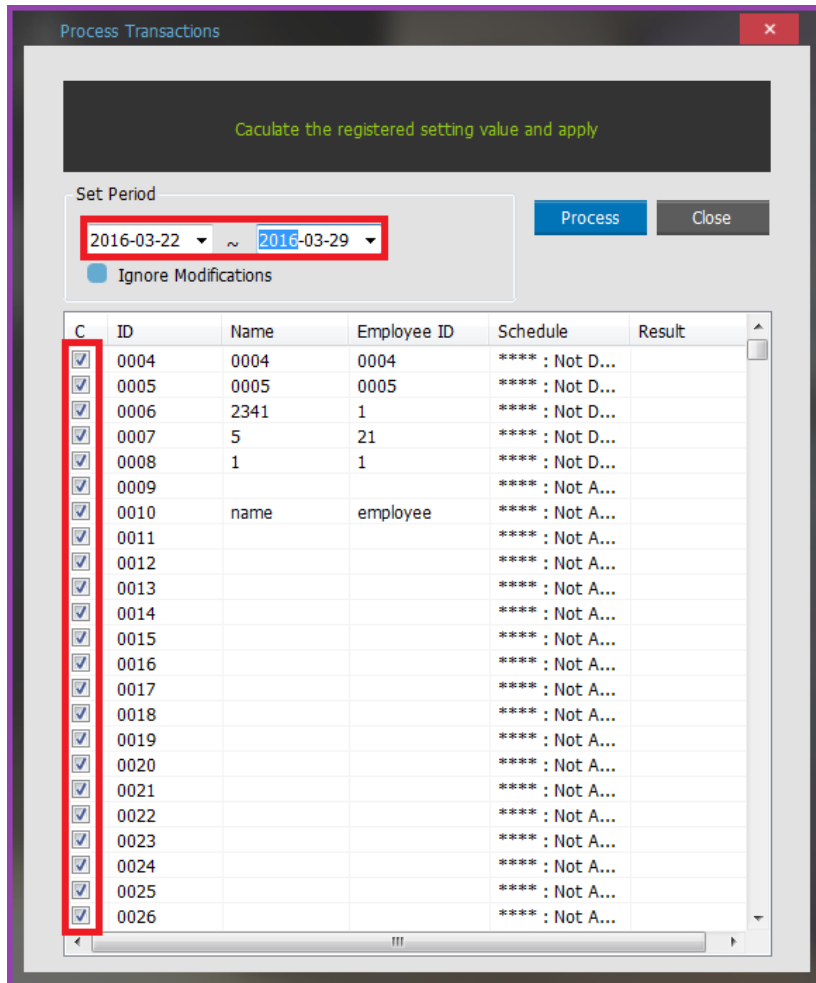 Process Transactions
Caculate the registered setting value and apply
Set Period
Process Close
2016-03-22 ~ 2016-03-29
Ignore Modifications
C ID Name Employee ID Schedule Result
0004 0004 0004 **** : Not D...
0005 0005 0005 **** : Not D...
0006 2341 1 **** : Not D...
0007 5 21 **** : Not D...
0008 1 1 **** : Not D...
0009 **** : Not A...
0010 name employee **** : Not A...
0011 **** : Not A...
0012 **** : Not A...
0013 **** : Not A...
0014 **** : Not A...
0015 **** : Not A...
0016 **** : Not A...
0017 **** : Not A...
0018 **** : Not A...
0019 **** : Not A...
0020 **** : Not A...
0021 **** : Not A...
0022 **** : Not A...
0023 **** : Not A...
0024 **** : Not A...
0025 **** : Not A...
0026 **** : Not A...